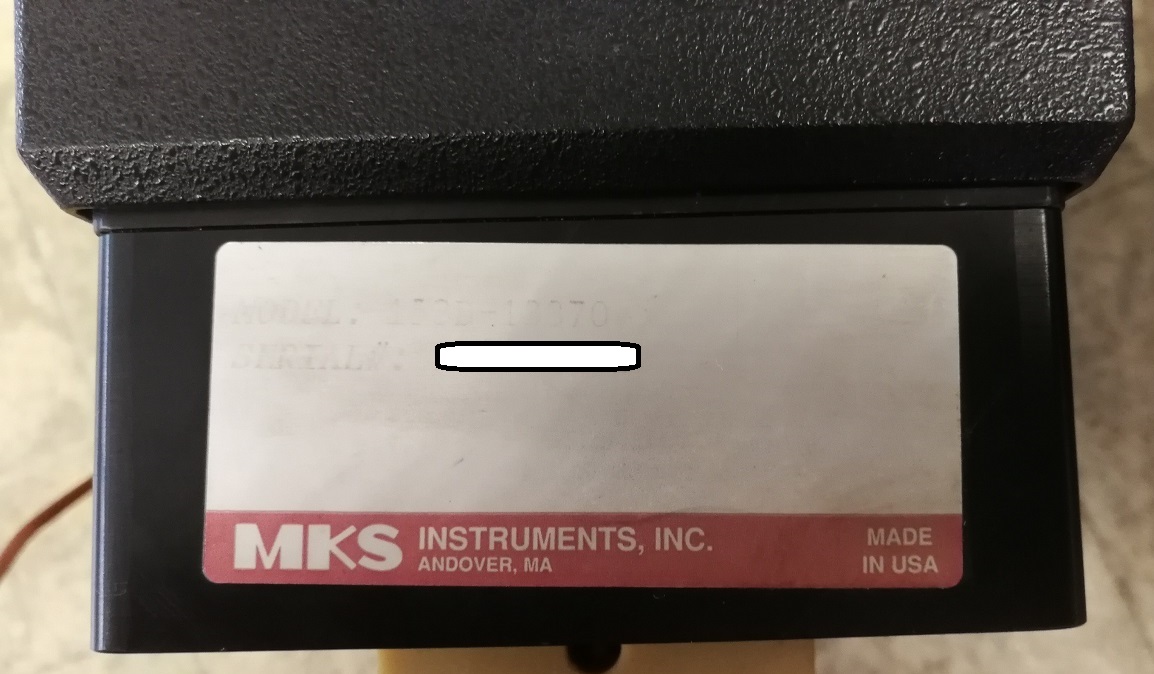 MODEL:
SERIAL#:
MKS INSTRUMENTS, INC.
ANDOVER, MA
MADE
IN USA